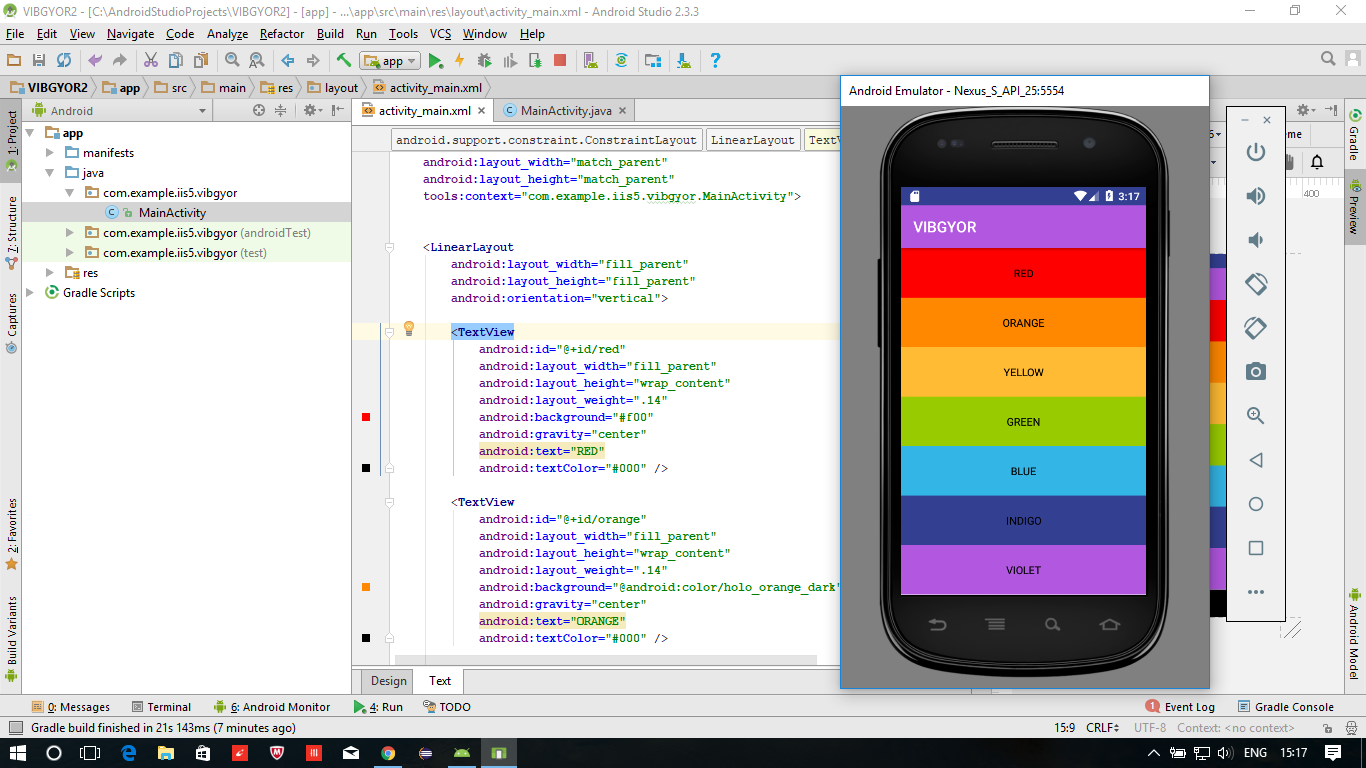 VIBGYOR2 - [C:\AndroidStudioProjects\VIBGYOR2] - [app] - ...\app\src\main\res\layout\activity_main.xml - Android Studio 2.3.3
File Edit View Navigate Code Analyze Refactor Build Run Tools VCS Window Help
app
VIBGYOR2 app src main res layout activity_main.xml
Android
activity_main.xml MainActivity.java
1: Project
7: Structure
Captures
2: Favorites
Build Variants
app
manifests
java
com.example.iis5.vibgyor
MainActivity
com.example.iis5.vibgyor (androidTest)
com.example.iis5.vibgyor (test)
res
Gradle Scripts
android.support.constraint.ConstraintLayout LinearLayout TextV
android:layout_width="match_parent"
android:layout_height="match_parent"
tools:context="com.example.iis5.vibgyor.MainActivity">
<LinearLayout
android:layout_width="fill_parent"
android:layout_height="fill_parent"
android:orientation="vertical">
<TextView
android:id="@+id/red"
android:layout_width="fill_parent"
android:layout_height="wrap_content"
android:layout_weight=".14"
android:background="#f00"
android:gravity="center"
android:text="RED"
android:textColor="#000" />
<TextView
android:id="@+id/orange"
android:layout_width="fill_parent"
android:layout_height="wrap_content"
android:layout_weight=".14"
android:background="@android:color/holo_orange_dark"
android:gravity="center"
android:text="ORANGE"
android:textColor="#000" />
Design Text
Android Emulator - Nexus_S_API_25:5554
3:17
VIBGYOR
RED
ORANGE
YELLOW
GREEN
BLUE
INDIGO
VIOLET
eme
400
Gradle
Preview
Android Model
0: Messages Terminal 6: Android Monitor 4: Run TODO
1 Event Log Gradle Console
Gradle build finished in 21s 143ms (7 minutes ago)
15:9 CRLF UTF-8 Context: <no context>
ENG 15:17